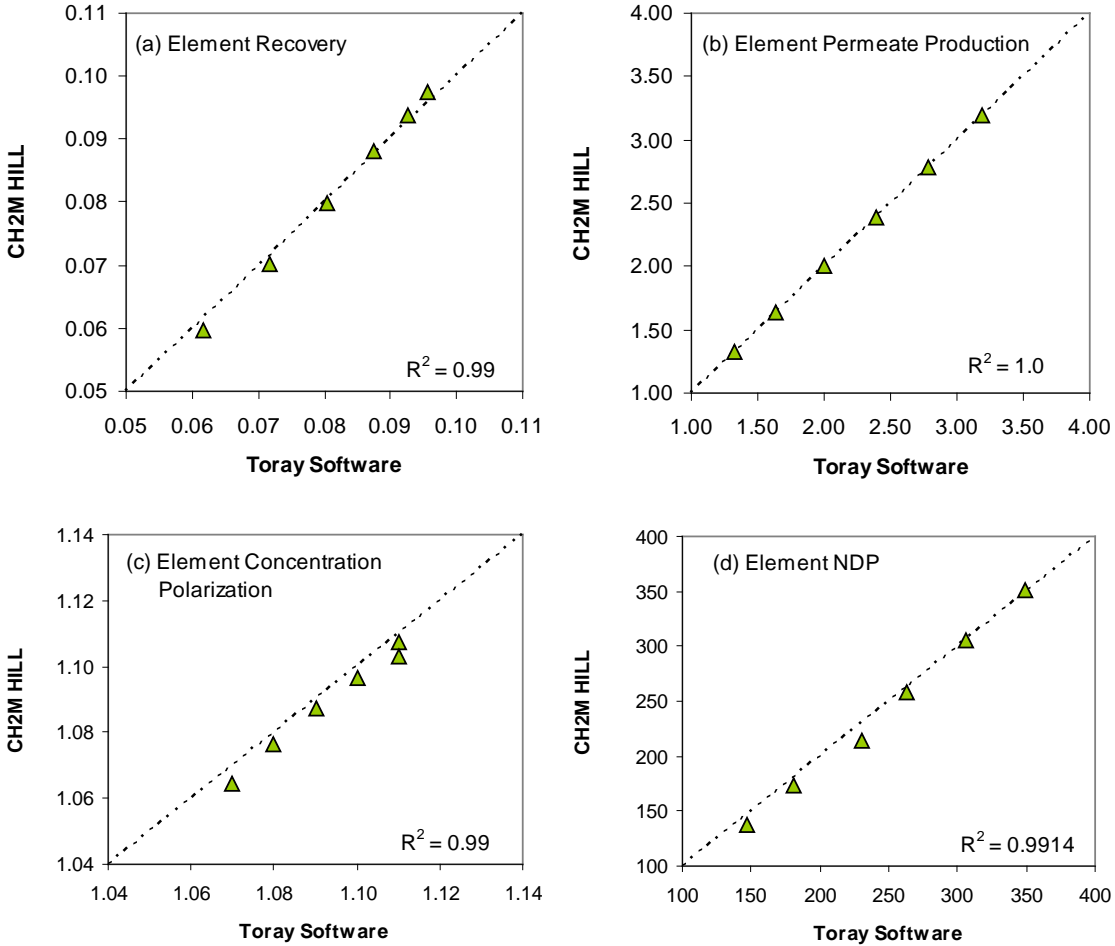 (a) Element Recovery
CH2M HILL
0.11
0.10
0.09
0.08
0.07
0.06
0.05
R² = 0.99
0.05 0.06 0.07 0.08 0.09 0.10 0.11
Toray Software
(b) Element Permeate Production
CH2M HILL
4.00
3.50
3.00
2.50
2.00
1.50
1.00
R² = 1.0
1.00 1.50 2.00 2.50 3.00 3.50 4.00
Toray Software
(c) Element Concentration
Polarization
CH2M HILL
1.14
1.12
1.10
1.08
1.06
1.04
R² = 0.99
1.04 1.06 1.08 1.10 1.12 1.14
Toray Software
(d) Element NDP
CH2M HILL
400
350
300
250
200
150
100
R² = 0.9914
100 150 200 250 300 350 400
Toray Software